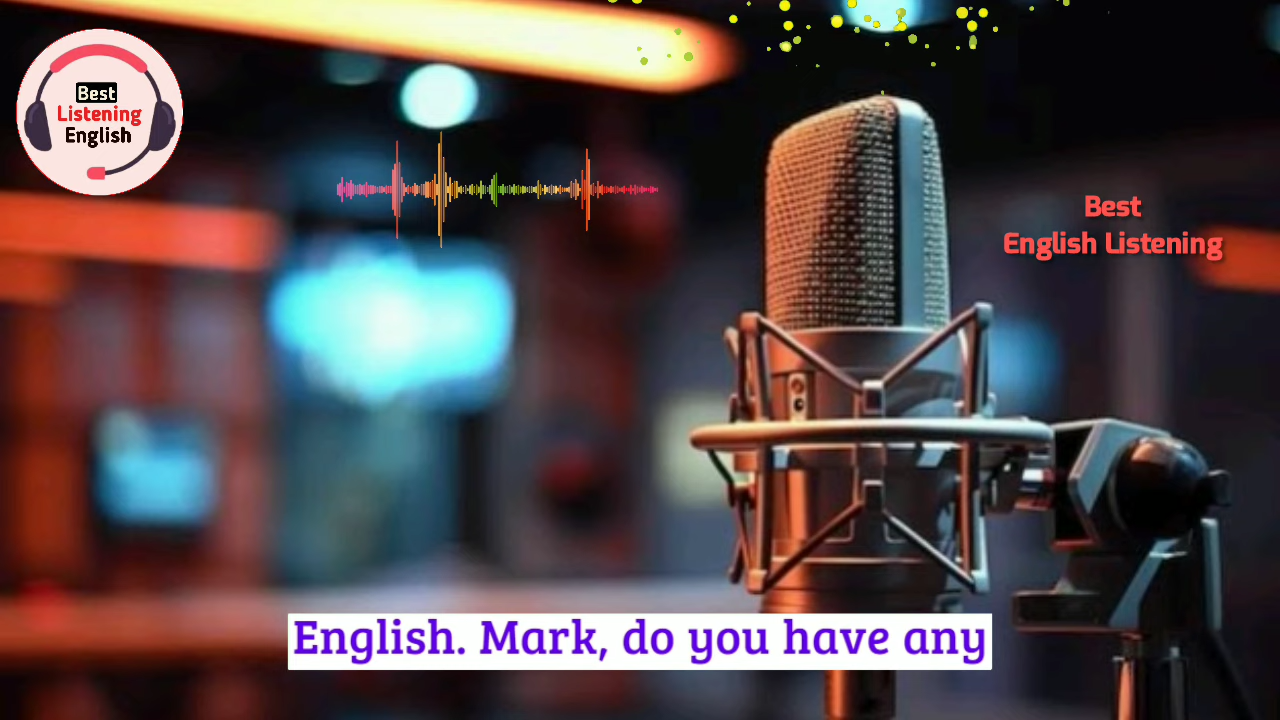 Best
Listening
English
Best
English Listening
English. Mark, do you have any